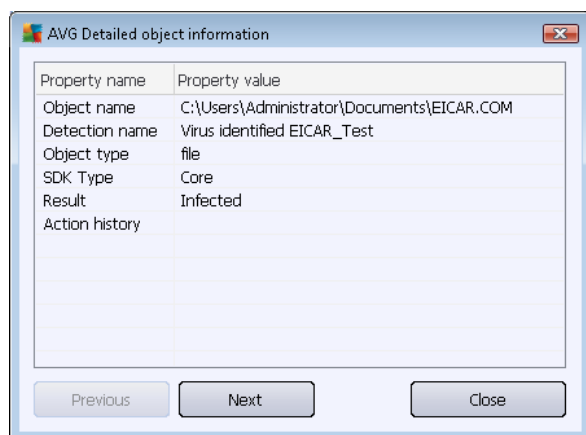 AVG Detailed object information
Property name Property value
Object name C:\Users\Administrator\Documents\EICAR.COM
Detection name Virus identified EICAR_Test
Object type file
SDK Type Core
Result Infected
Action history
Previous Next Close